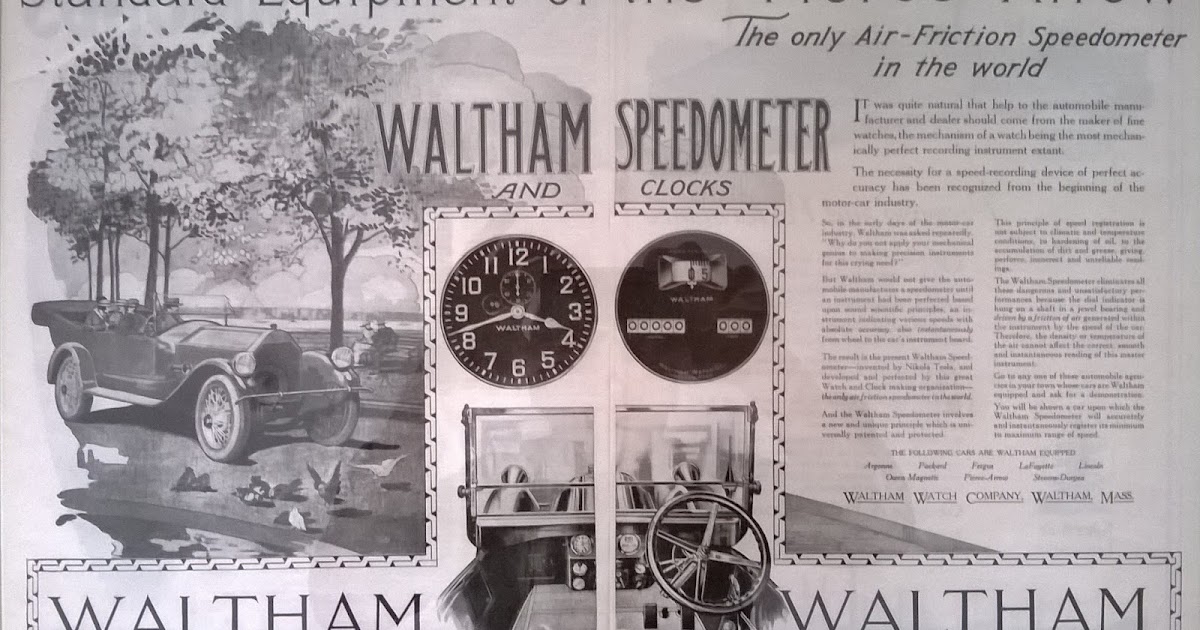 Standard Equipment of the Pierce Arrow
The only Air-Friction Speedometer
in the world
WALTHAM SPEEDOMETER
AND CLOCKS
IT was quite natural that help to the automobile manu-
facturer and dealer should come from the maker of fine
watches, the mechanism of a watch being the most mechan-
ically perfect recording instrument extant.
The necessity for a speed-recording device of perfect ac-
curacy has been recognized from the beginning of the
motor-car industry.
So, in the early days of the motor-car
industry, Waltham was asked repeatedly,
"Why do you not apply your mechanical
genius to making precision instruments
for this crying need?"
But Waltham would not give the auto-
mobile manufacturers a speedometer until
an instrument had been perfected based
upon sound scientific principles, an in-
strument indicating various speeds with
absolute accuracy, also instantaneously
from wheel to the car's instrument board.
The result is the present Waltham Speed-
ometer—invented by Nikola Tesla, and
developed and perfected by this great
Watch and Clock making organization—
the only air friction speedometer in the world.
And the Waltham Speedometer involves
a new and unique principle which is uni-
versally patented and protected.
This principle of speed registration is
not subject to climatic and temperature
conditions, to hardening of oil, to the
accumulation of dirt and grease, giving,
perforce, incorrect and unreliable read-
ings.
The Waltham Speedometer eliminates all
these dangerous and unsatisfactory per-
formances because the dial indicator is
hung on a shaft in a jewel bearing and
driven by friction of air generated within
the instrument by the speed of the car.
Therefore, the density or temperature of
the air cannot affect the correct, smooth
and instantaneous reading of this master
instrument.
Go to any one of these automobile agen-
cies in your town whose cars are Waltham
equipped and ask for a demonstration.
You will be shown a car upon which the
Waltham Speedometer will accurately
and instantaneously register its minimum
to maximum range of speed.
THE FOLLOWING CARS ARE WALTHAM EQUIPPED
Argonne Packard Fergus LaFayette Lincoln
Owen Magnetic Pierce-Arrow Stevens-Duryea
WALTHAM WATCH COMPANY, WALTHAM, MASS.
12 1 2 3 4 5 6 7 8 9 10 11
WALTHAM
0 5
WALTHAM
00000 000
WALTHAM WALTHAM